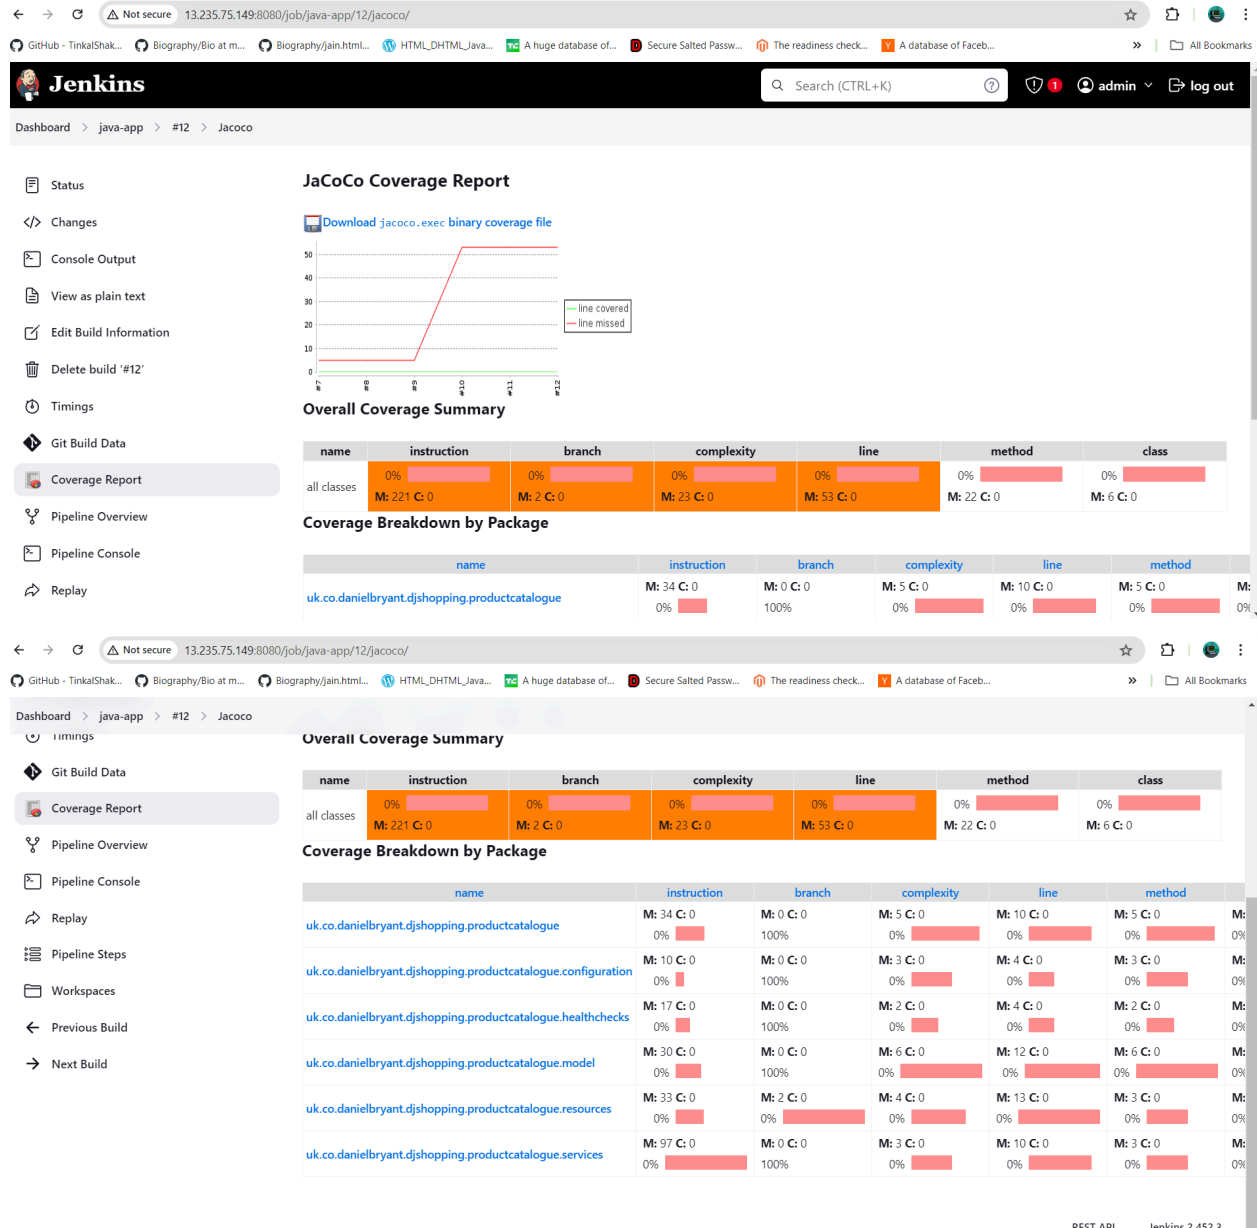 Not secure 13.235.75.149:8080/job/java-app/12/jacoco/
GitHub - TinkalShak... Biography/Bio at m... Biography/jain.html... HTML_DHTML_Java... A huge database of... Secure Salted Passw... The readiness check... A database of Faceb... » All Bookmarks
Jenkins Search (CTRL+K) ? 1 admin log out
Dashboard > java-app > #12 > Jacoco
Status
Changes
Console Output
View as plain text
Edit Build Information
Delete build '#12'
Timings
Git Build Data
Coverage Report
Pipeline Overview
Pipeline Console
Replay
JaCoCo Coverage Report
Download jacoco.exec binary coverage file
50
40
30
20
10
0
#7 #8 #9 #10 #11 #12
line covered
line missed
Overall Coverage Summary
name instruction branch complexity line method class
all classes 0% 0% 0% 0% 0% 0%
M: 221 C: 0 M: 2 C: 0 M: 23 C: 0 M: 53 C: 0 M: 22 C: 0 M: 6 C: 0
Coverage Breakdown by Package
name instruction branch complexity line method
uk.co.danielbryant.djshopping.productcatalogue M: 34 C: 0 M: 0 C: 0 M: 5 C: 0 M: 10 C: 0 M: 5 C: 0 M:
0% 100% 0% 0% 0% 0%
Not secure 13.235.75.149:8080/job/java-app/12/jacoco/
GitHub - TinkalShak... Biography/Bio at m... Biography/jain.html... HTML_DHTML_Java... A huge database of... Secure Salted Passw... The readiness check... A database of Faceb... » All Bookmarks
Dashboard > java-app > #12 > Jacoco
Timings
Git Build Data
Coverage Report
Pipeline Overview
Pipeline Console
Replay
Pipeline Steps
Workspaces
Previous Build
Next Build
Overall Coverage Summary
name instruction branch complexity line method class
all classes 0% 0% 0% 0% 0% 0%
M: 221 C: 0 M: 2 C: 0 M: 23 C: 0 M: 53 C: 0 M: 22 C: 0 M: 6 C: 0
Coverage Breakdown by Package
name instruction branch complexity line method
uk.co.danielbryant.djshopping.productcatalogue M: 34 C: 0 M: 0 C: 0 M: 5 C: 0 M: 10 C: 0 M: 5 C: 0 M:
0% 100% 0% 0% 0% 0%
uk.co.danielbryant.djshopping.productcatalogue.configuration M: 10 C: 0 M: 0 C: 0 M: 3 C: 0 M: 4 C: 0 M: 3 C: 0 M:
0% 100% 0% 0% 0% 0%
uk.co.danielbryant.djshopping.productcatalogue.healthchecks M: 17 C: 0 M: 0 C: 0 M: 2 C: 0 M: 4 C: 0 M: 2 C: 0 M:
0% 100% 0% 0% 0% 0%
uk.co.danielbryant.djshopping.productcatalogue.model M: 30 C: 0 M: 0 C: 0 M: 6 C: 0 M: 12 C: 0 M: 6 C: 0 M:
0% 100% 0% 0% 0% 0%
uk.co.danielbryant.djshopping.productcatalogue.resources M: 33 C: 0 M: 2 C: 0 M: 4 C: 0 M: 13 C: 0 M: 3 C: 0 M:
0% 0% 0% 0% 0% 0%
uk.co.danielbryant.djshopping.productcatalogue.services M: 97 C: 0 M: 0 C: 0 M: 3 C: 0 M: 10 C: 0 M: 3 C: 0 M:
0% 100% 0% 0% 0% 0%
REST API Jenkins 2.452.3